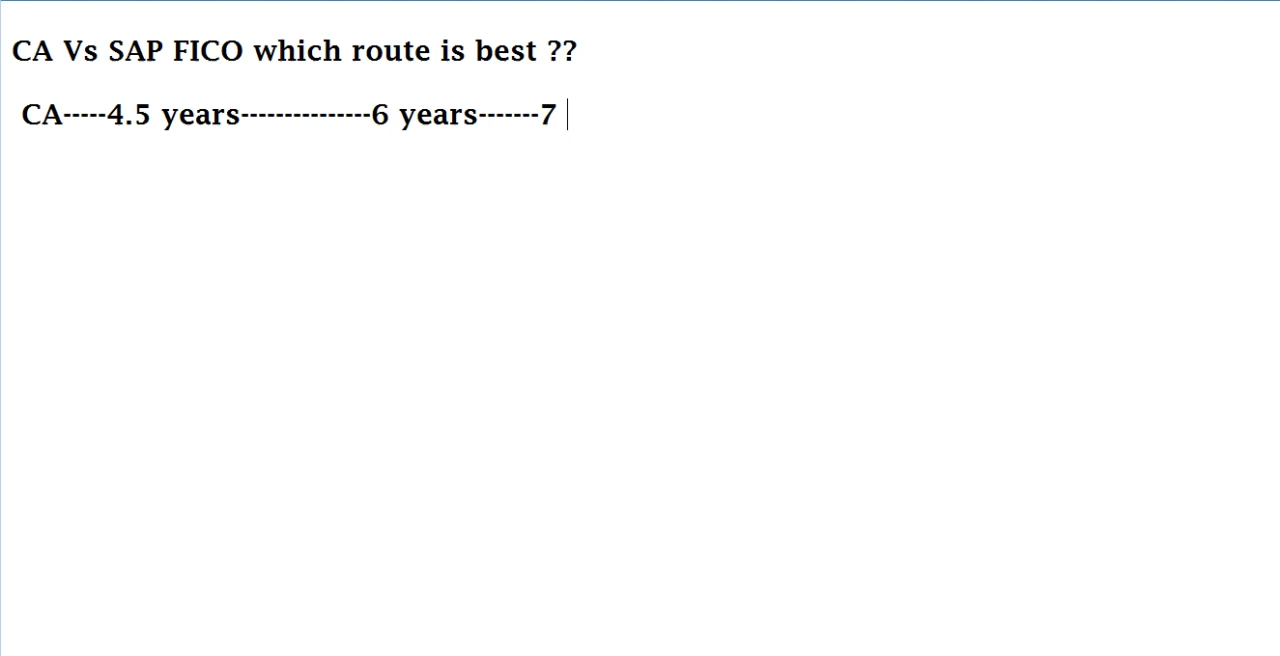 CA Vs SAP FICO which route is best ??
CA-----4.5 years---------------6 years-------7